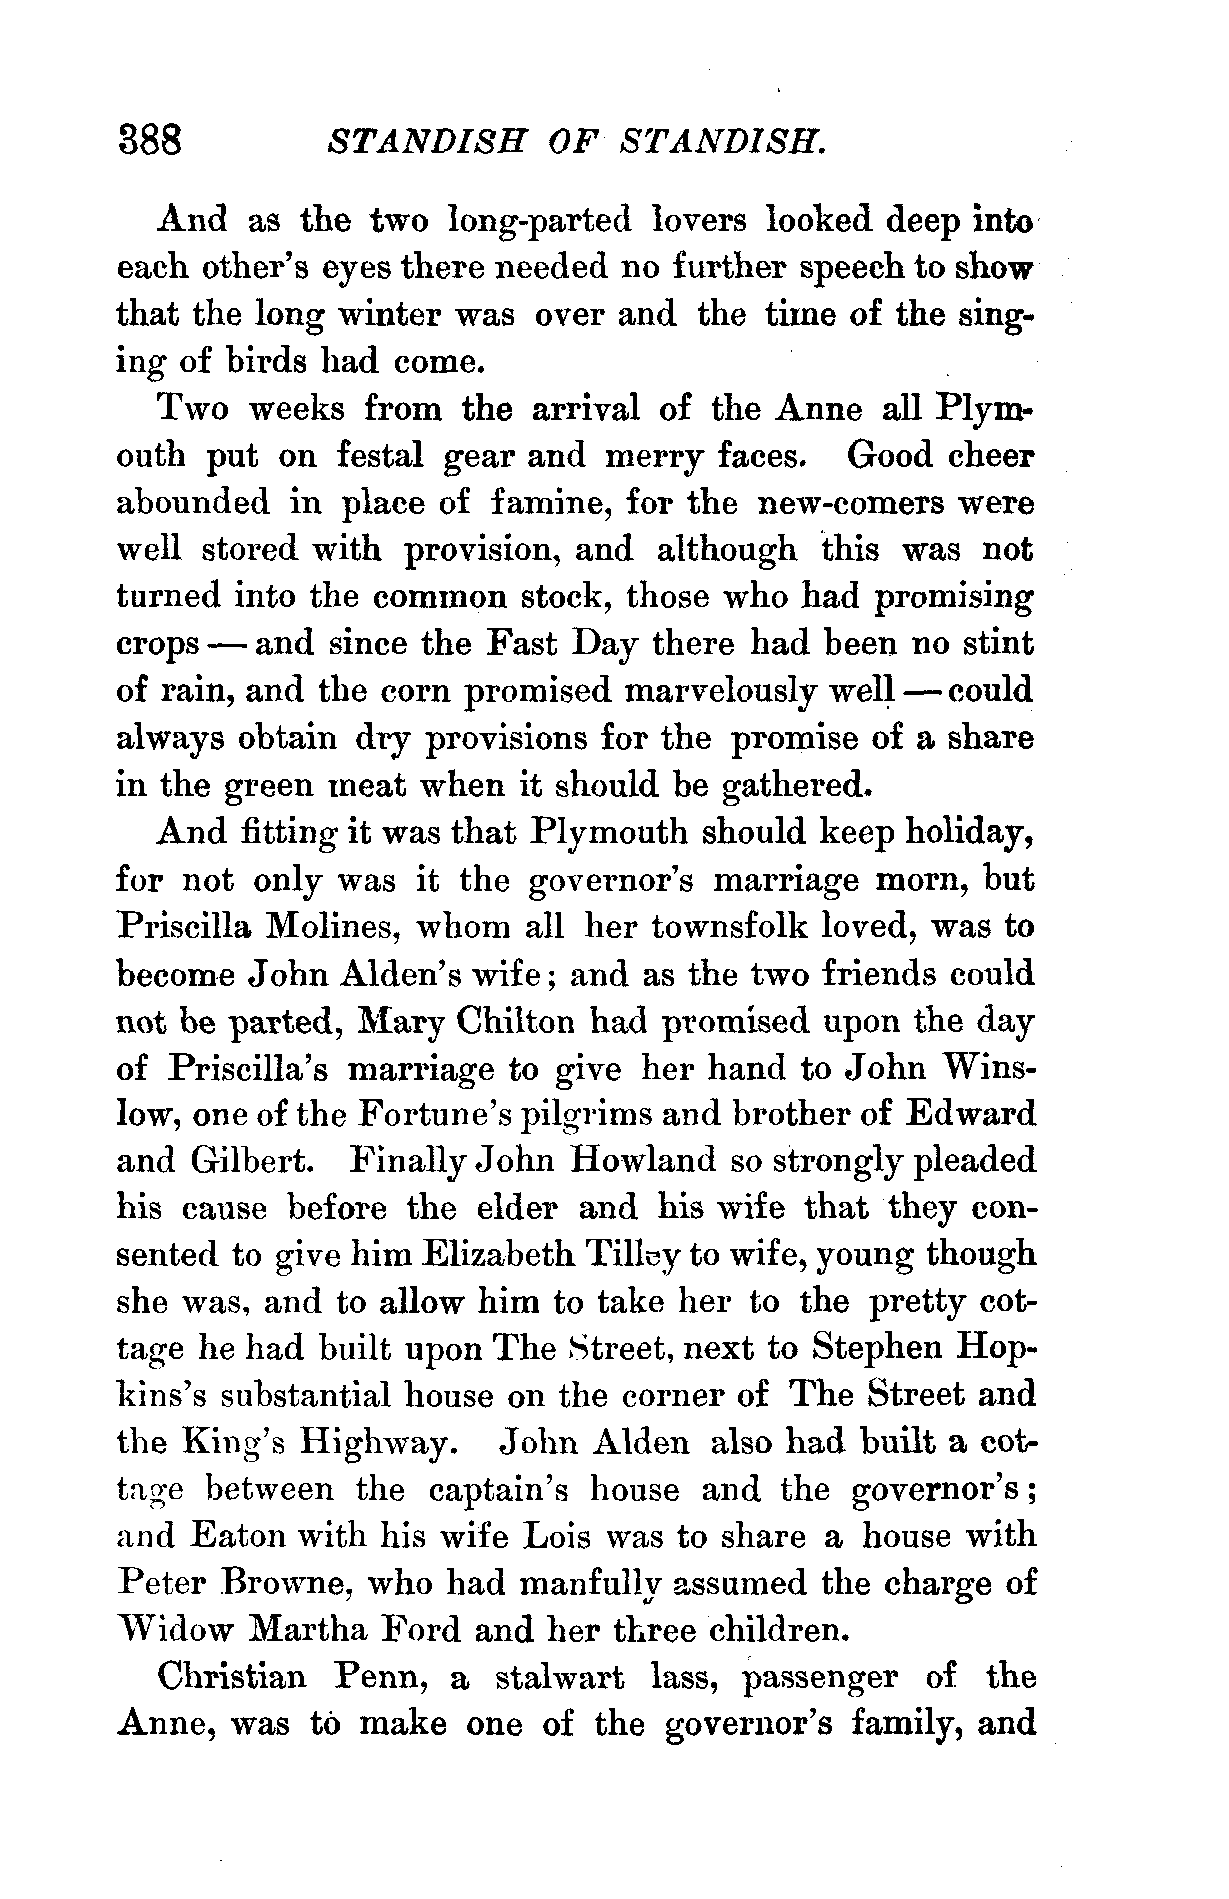 388 STANDISH OF STANDISH.
And as the two long-parted lovers looked deep into
each other's eyes there needed no further speech to show
that the long winter was over and the time of the sing-
ing of birds had come.
Two weeks from the arrival of the Anne all Plym-
outh put on festal gear and merry faces. Good cheer
abounded in place of famine, for the new-comers were
well stored with provision, and although this was not
turned into the common stock, those who had promising
crops — and since the Fast Day there had been no stint
of rain, and the corn promised marvelously well — could
always obtain dry provisions for the promise of a share
in the green meat when it should be gathered.
And fitting it was that Plymouth should keep holiday,
for not only was it the governor's marriage morn, but
Priscilla Molines, whom all her townsfolk loved, was to
become John Alden's wife; and as the two friends could
not be parted, Mary Chilton had promised upon the day
of Priscilla's marriage to give her hand to John Wins-
low, one of the Fortune's pilgrims and brother of Edward
and Gilbert. Finally John Howland so strongly pleaded
his cause before the elder and his wife that they con-
sented to give him Elizabeth Tilley to wife, young though
she was, and to allow him to take her to the pretty cot-
tage he had built upon The Street, next to Stephen Hop-
kins's substantial house on the corner of The Street and
the King's Highway. John Alden also had built a cot-
tage between the captain's house and the governor's;
and Eaton with his wife Lois was to share a house with
Peter Browne, who had manfully assumed the charge of
Widow Martha Ford and her three children.
Christian Penn, a stalwart lass, passenger of the
Anne, was to make one of the governor's family, and